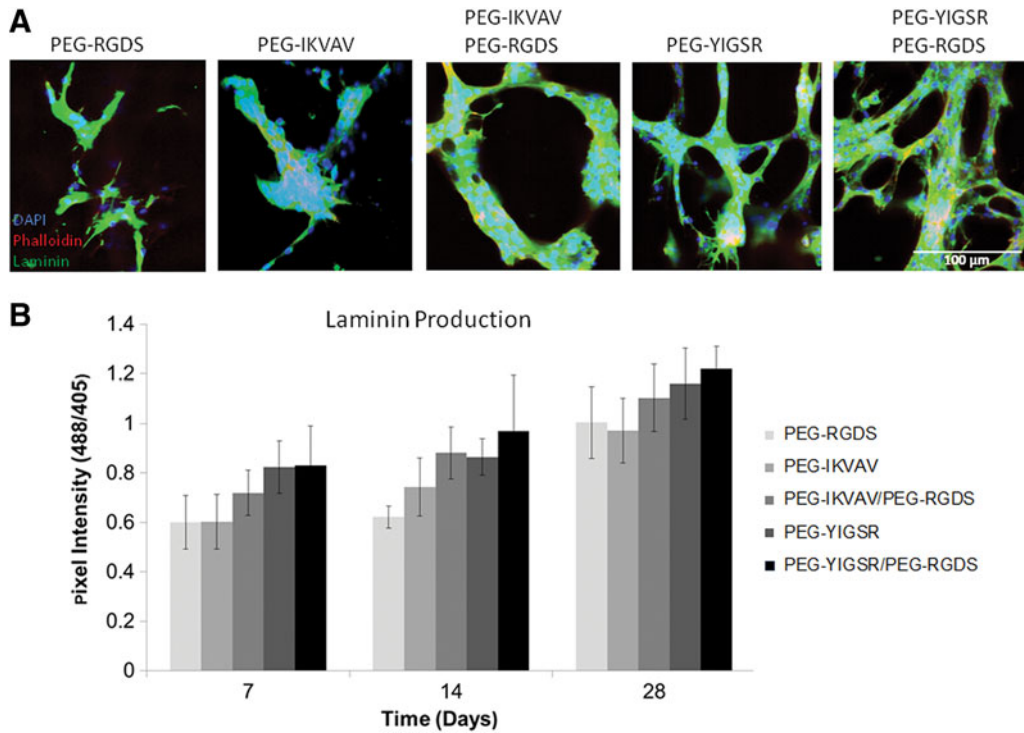 A
PEG-RGDS
PEG-IKVAV
PEG-IKVAV
PEG-RGDS
PEG-YIGSR
PEG-YIGSR
PEG-RGDS
DAPI
Phalloidin
Laminin
100 µm
B
Laminin Production
Pixel Intensity (488/405)
1.4
1.2
1
0.8
0.6
0.4
0.2
0
7
14
28
Time (Days)
PEG-RGDS
PEG-IKVAV
PEG-IKVAV/PEG-RGDS
PEG-YIGSR
PEG-YIGSR/PEG-RGDS